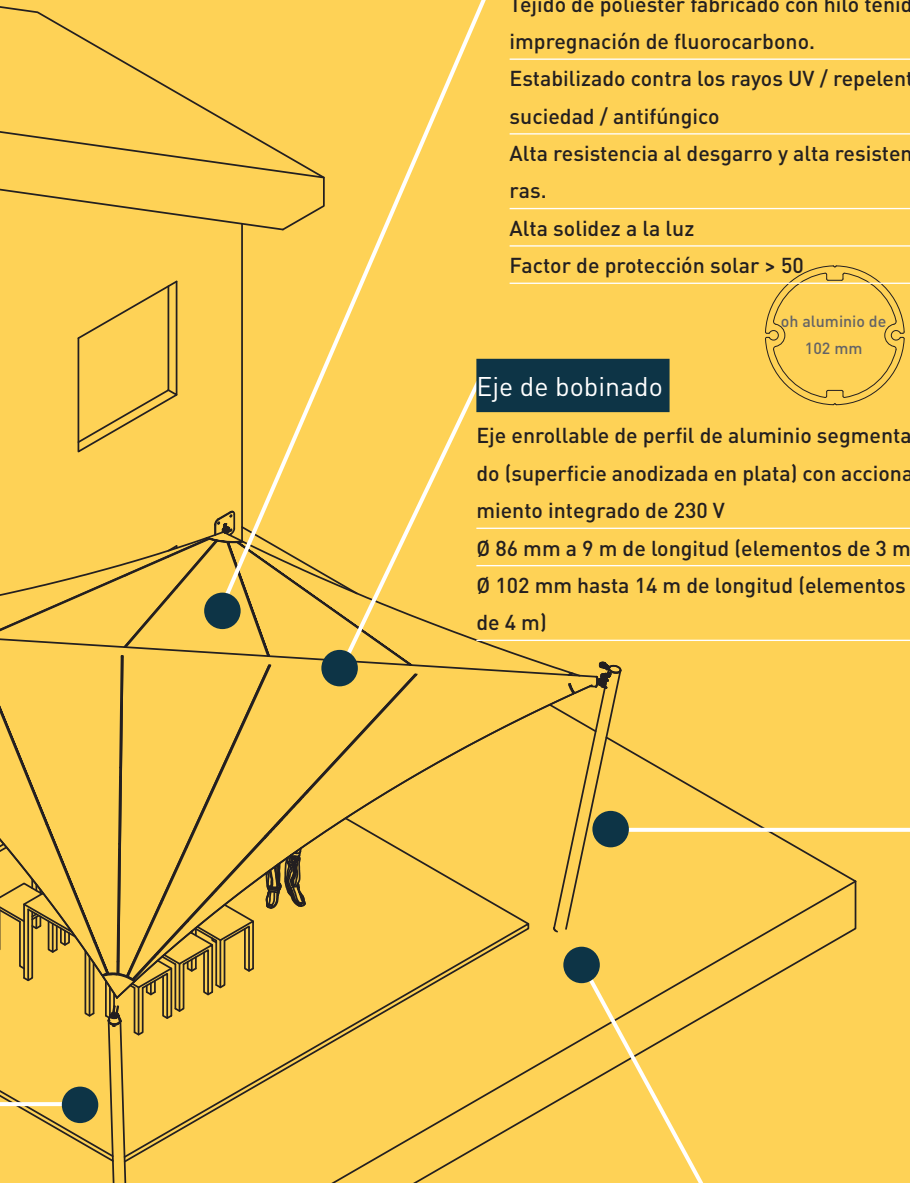 Tejido de poliéster fabricado con hilo teñid
impregnación de fluorocarbono.
Estabilizado contra los rayos UV / repelent
suciedad / antifúngico
Alta resistencia al desgarro y alta resisten
ras.
Alta solidez a la luz
Factor de protección solar > 50
oh aluminio de
102 mm
Eje de bobinado
Eje enrollable de perfil de aluminio segmenta
do (superficie anodizada en plata) con acciona
miento integrado de 230 V
Ø 86 mm a 9 m de longitud (elementos de 3 m
Ø 102 mm hasta 14 m de longitud (elementos
de 4 m)